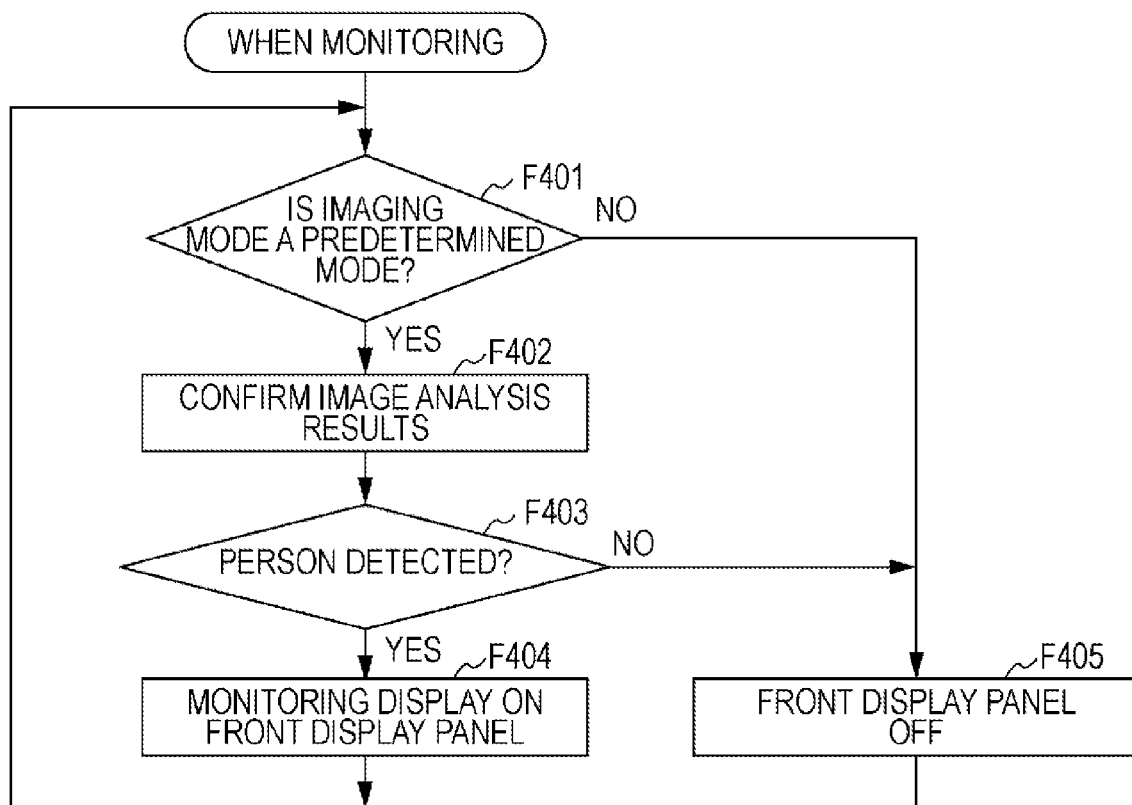 WHEN MONITORING
F401
IS IMAGING
MODE A PREDETERMINED
MODE?
NO
YES
F402
CONFIRM IMAGE ANALYSIS
RESULTS
F403
PERSON DETECTED?
NO
YES
F404
MONITORING DISPLAY ON
FRONT DISPLAY PANEL
F405
FRONT DISPLAY PANEL
OFF